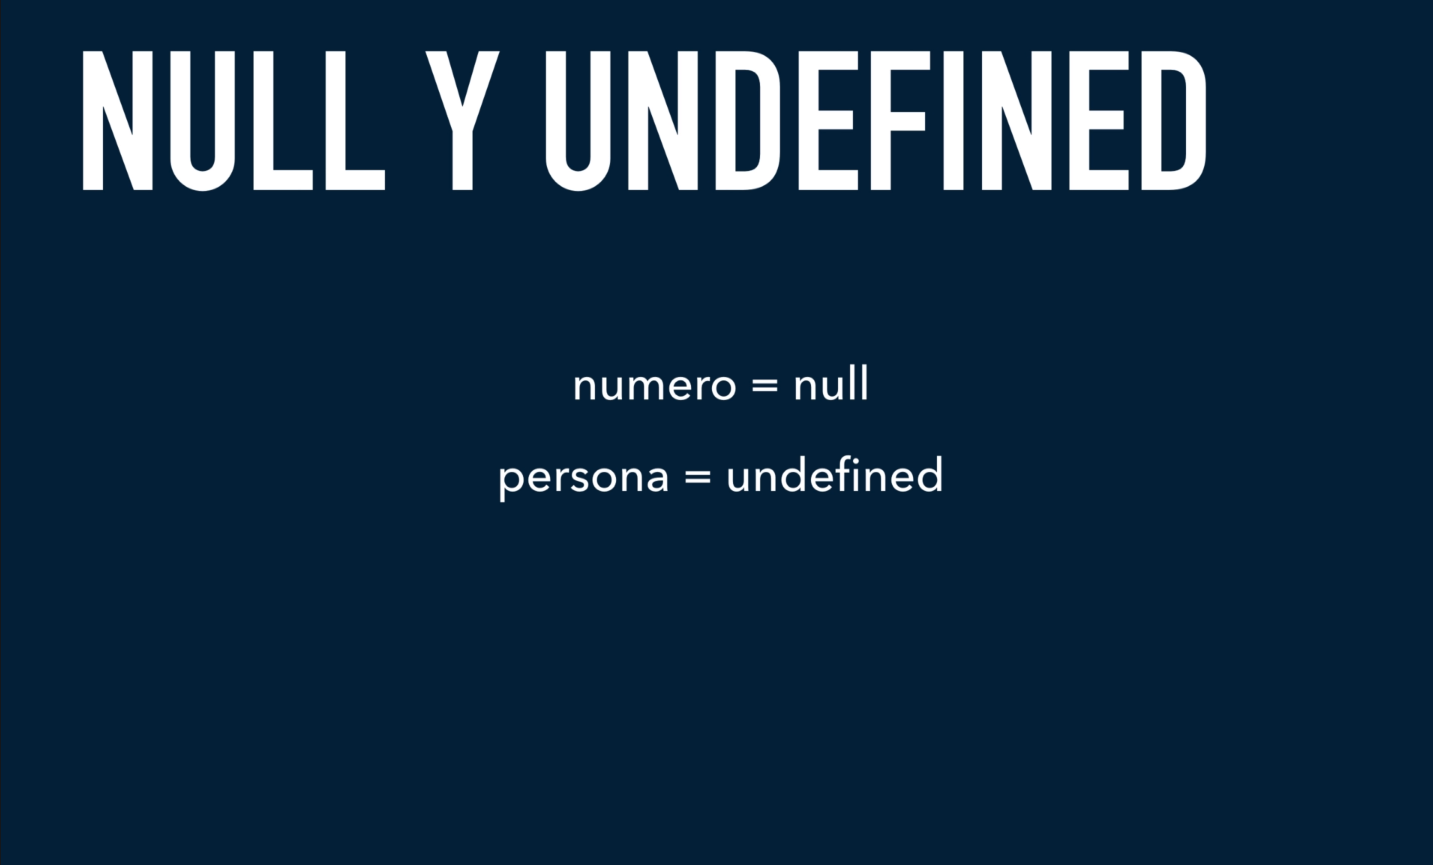 NULL Y UNDEFINED
numero = null
persona = undefined